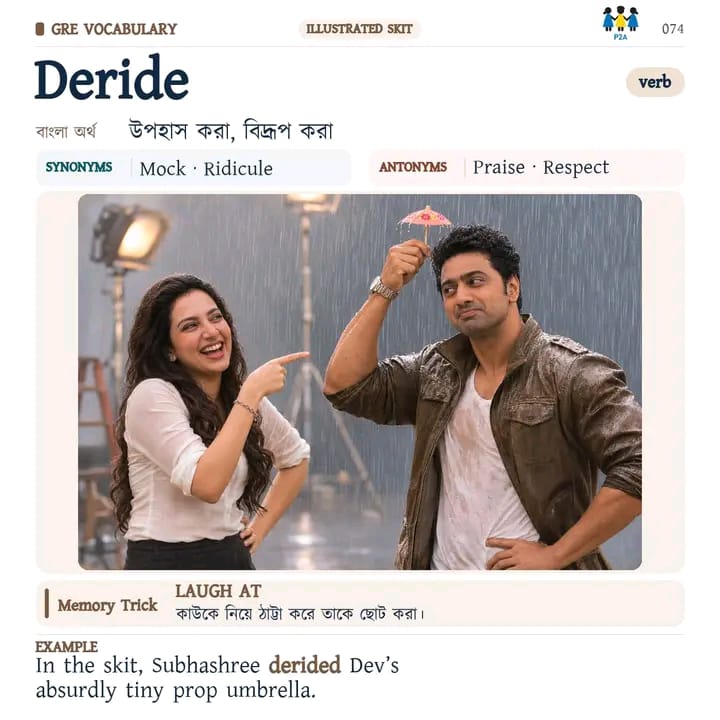 GRE VOCABULARY
ILLUSTRATED SKIT
P2A
074
Deride
verb
বাংলা অর্থ উপহাস করা, বিদ্রূপ করা
SYNONYMS Mock · Ridicule
ANTONYMS Praise · Respect
Memory Trick
LAUGH AT
কাউকে নিয়ে ঠাট্টা করে তাকে ছোট করা।
EXAMPLE
In the skit, Subhashree derided Dev’s
absurdly tiny prop umbrella.